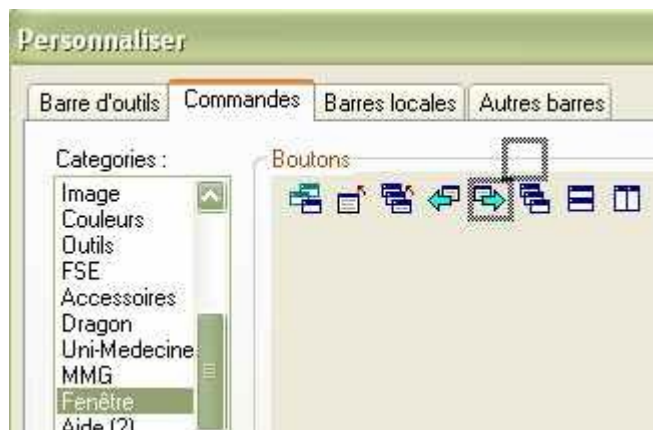 Personnaliser
Barre d'outils Commandes Barres locales Autres barres
Categories : Boutons
Image
Couleurs
Outils
FSE
Accessoires
Dragon
Uni-Medecine
MMG
Fenêtre
Aide (?)